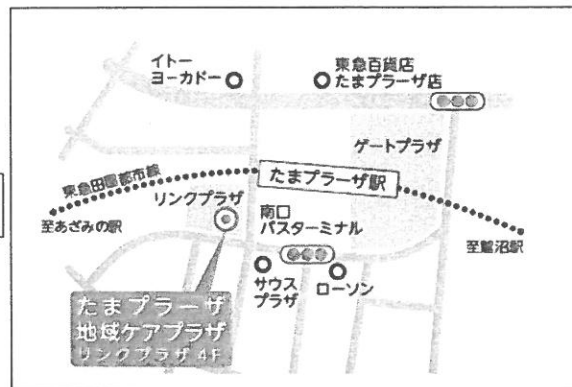 イトー
ヨーカドー
東急百貨店
たまプラーザ店
ゲートプラザ
東急田園都市線
たまプラーザ駅
リンクプラザ
南口
バスターミナル
至あざみの駅
至鷺沼駅
サウス
プラザ
ローソン
たまプラーザ
地域ケアプラザ
リンクプラザ 4F